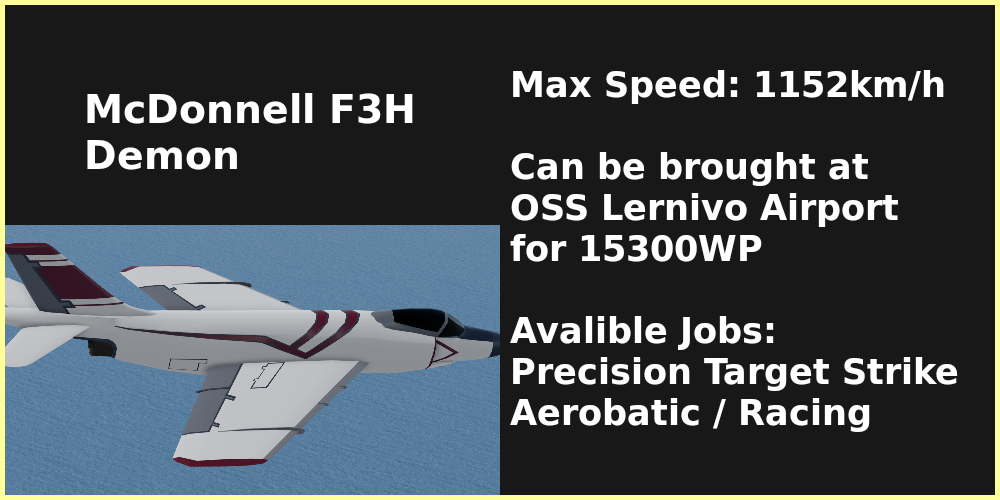 McDonnell F3H
Demon
Max Speed: 1152km/h
Can be brought at
OSS Lernivo Airport
for 15300WP
Avalible Jobs:
Precision Target Strike
Aerobatic / Racing